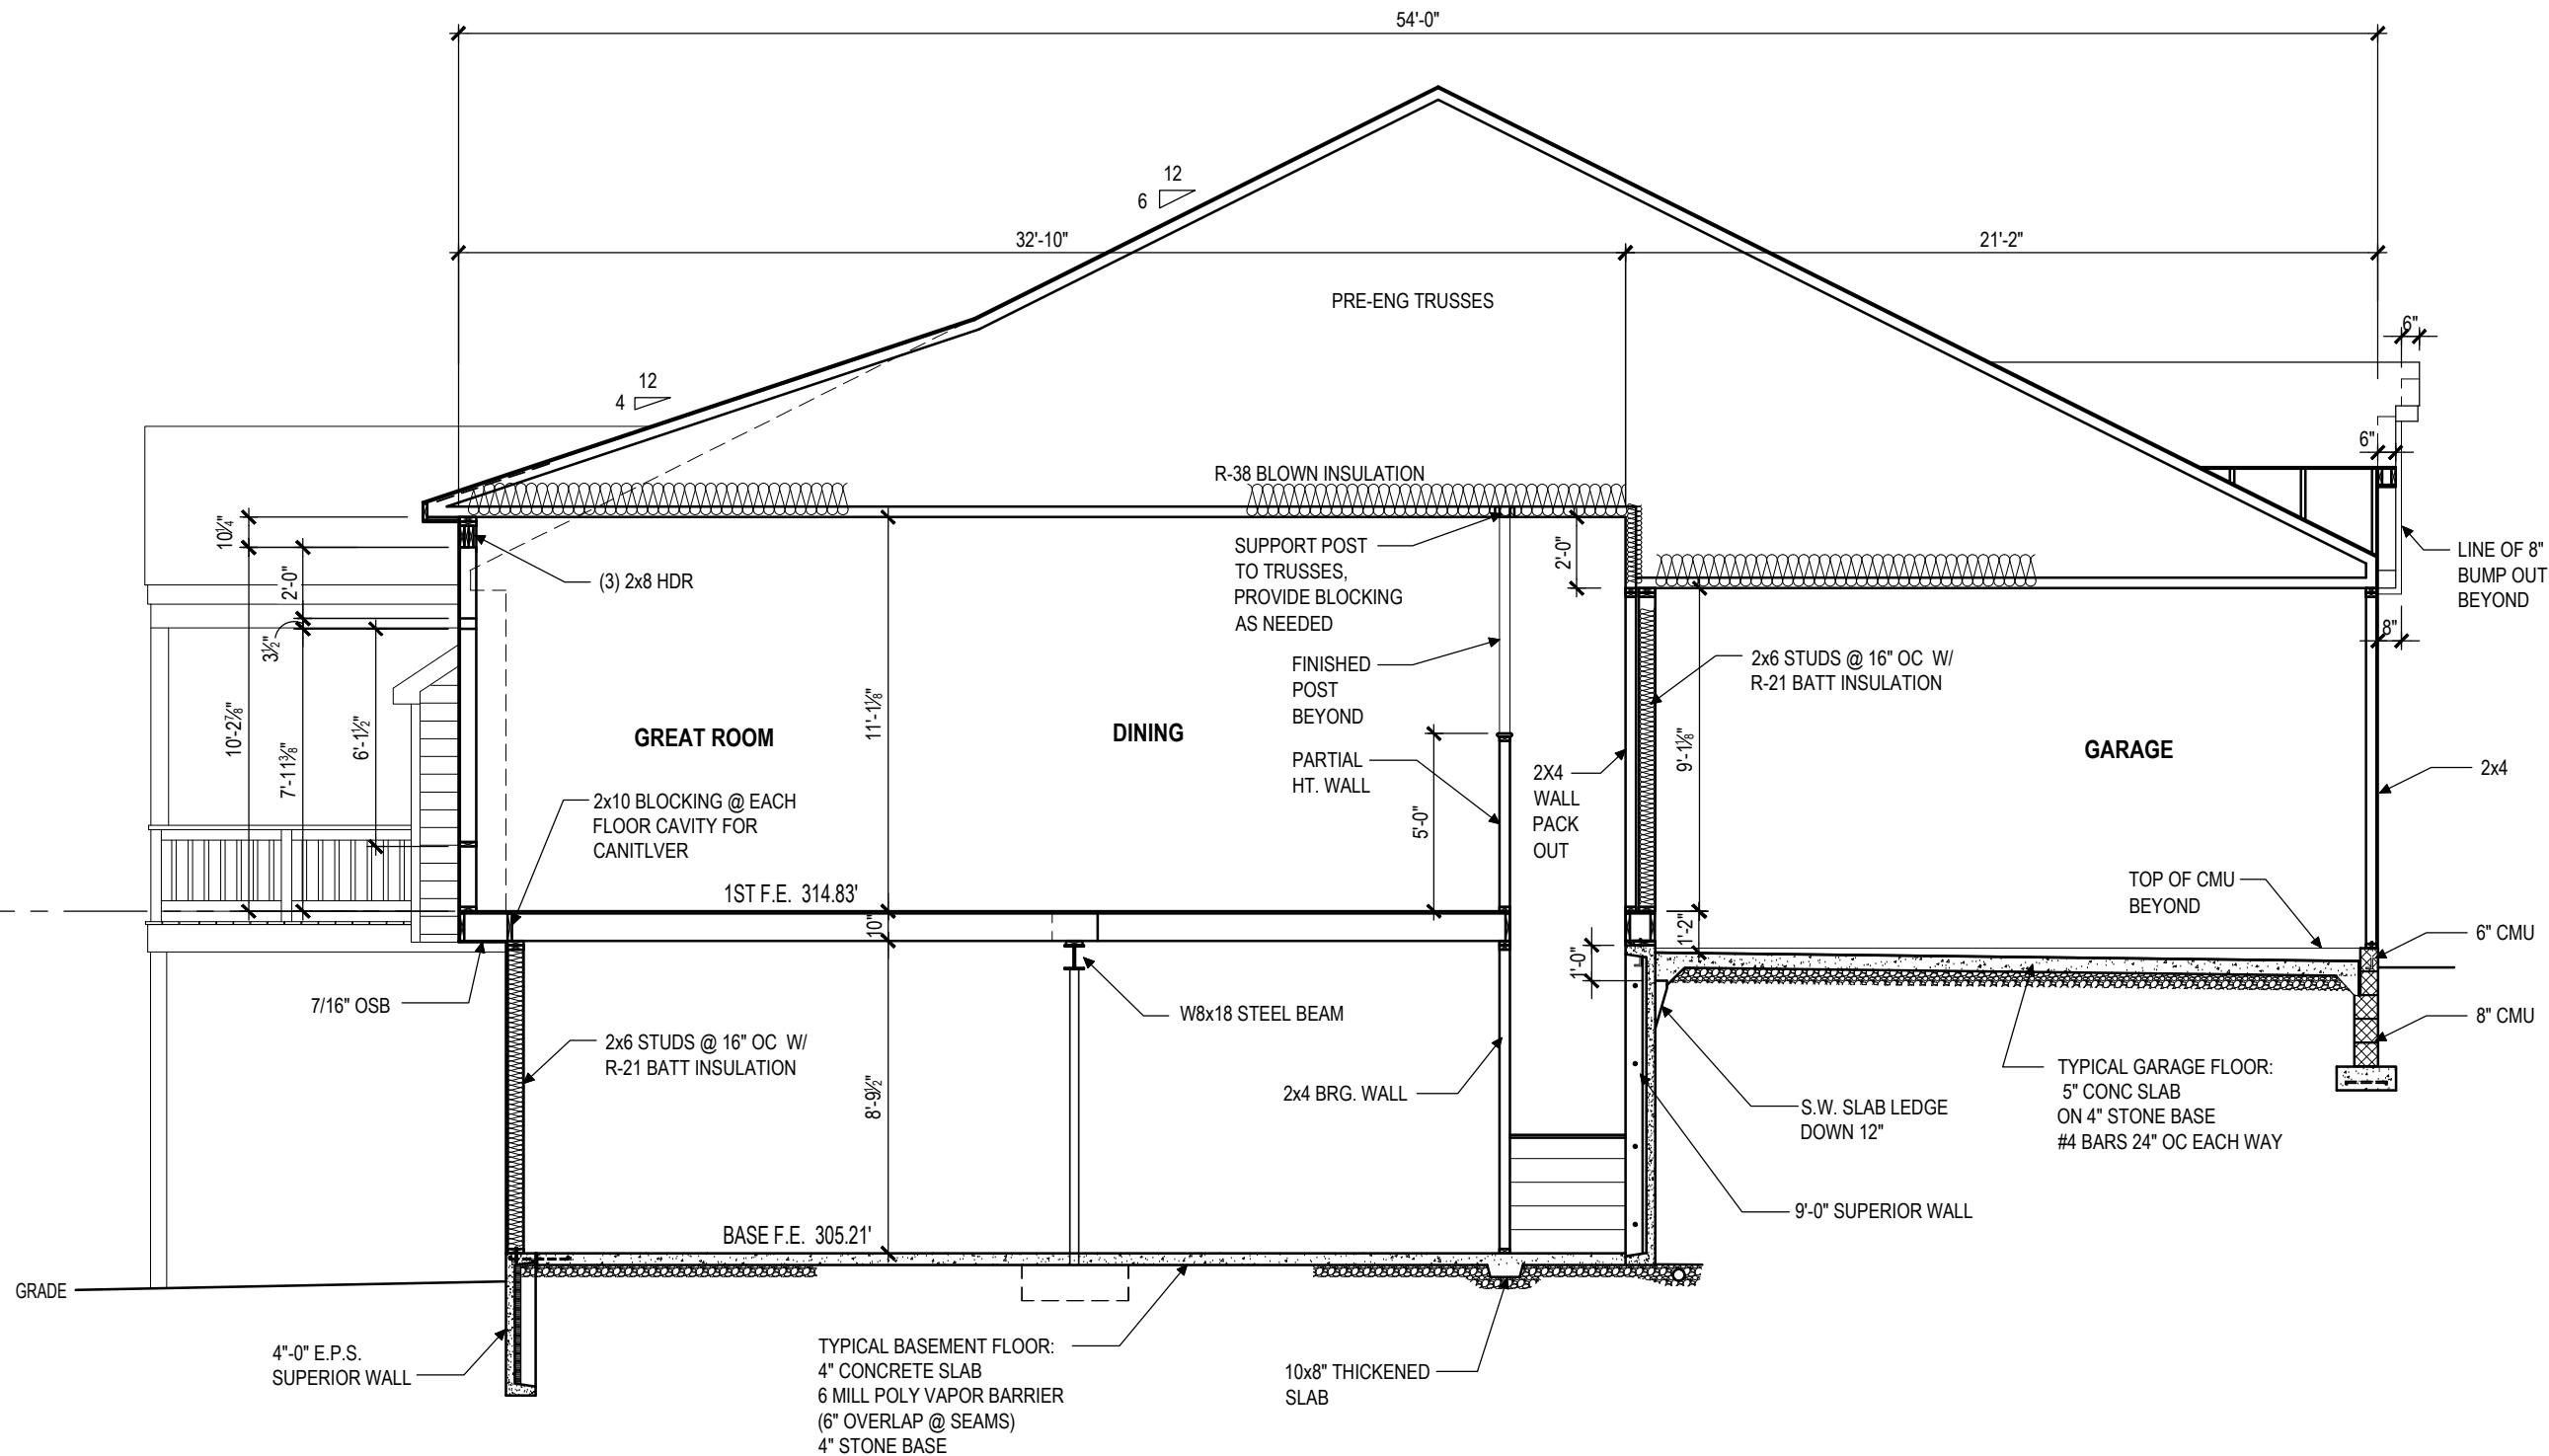 54'-0"
12
6
32'-10"
21'-2"
PRE-ENG TRUSSES
6"
12
4
6"
R-38 BLOWN INSULATION
10¼"
2'-0"
3½"
10'-2⅞"
7'-11⅜"
6'-1½"
(3) 2x8 HDR
SUPPORT POST
TO TRUSSES,
PROVIDE BLOCKING
AS NEEDED
2'-0"
LINE OF 8"
BUMP OUT
BEYOND
8"
FINISHED
POST
BEYOND
2x6 STUDS @ 16" OC W/
R-21 BATT INSULATION
GREAT ROOM
11'-1⅛"
DINING
PARTIAL
HT. WALL
5'-0"
2X4
WALL
PACK
OUT
9'-1⅛"
GARAGE
2x4
2x10 BLOCKING @ EACH
FLOOR CAVITY FOR
CANITLVER
1ST F.E. 314.83'
10"
1'-2"
1'-0"
TOP OF CMU
BEYOND
6" CMU
8" CMU
7/16" OSB
W8x18 STEEL BEAM
2x6 STUDS @ 16" OC W/
R-21 BATT INSULATION
8'-9½"
2x4 BRG. WALL
S.W. SLAB LEDGE
DOWN 12"
TYPICAL GARAGE FLOOR:
5" CONC SLAB
ON 4" STONE BASE
#4 BARS 24" OC EACH WAY
9'-0" SUPERIOR WALL
BASE F.E. 305.21'
GRADE
4"-0" E.P.S.
SUPERIOR WALL
TYPICAL BASEMENT FLOOR:
4" CONCRETE SLAB
6 MILL POLY VAPOR BARRIER
(6" OVERLAP @ SEAMS)
4" STONE BASE
10x8" THICKENED
SLAB